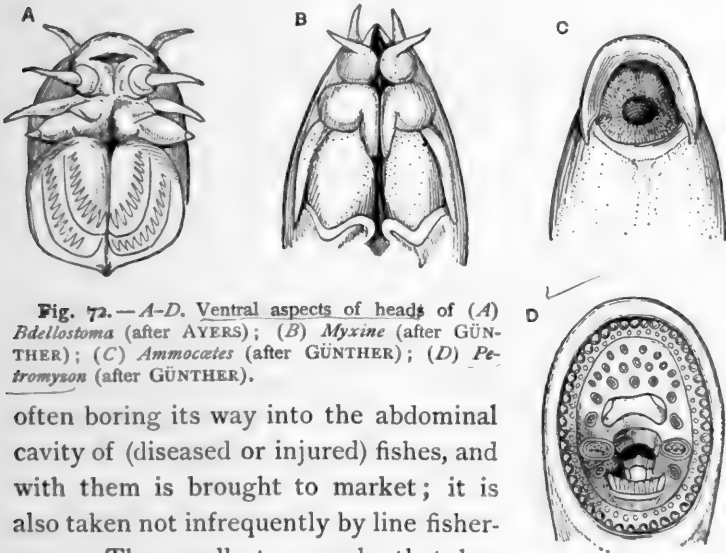 A
B
C
Fig. 72.—A-D. Ventral aspects of heads of (A)
Bdellostoma (after AYERS); (B) Myxine (after GÜN-
THER); (C) Ammocœtes (after GÜNTHER); (D) Pe-
tromyzon (after GÜNTHER).
D
often boring its way into the abdominal
cavity of (diseased or injured) fishes, and
with them is brought to market; it is
also taken not infrequently by line fisher-